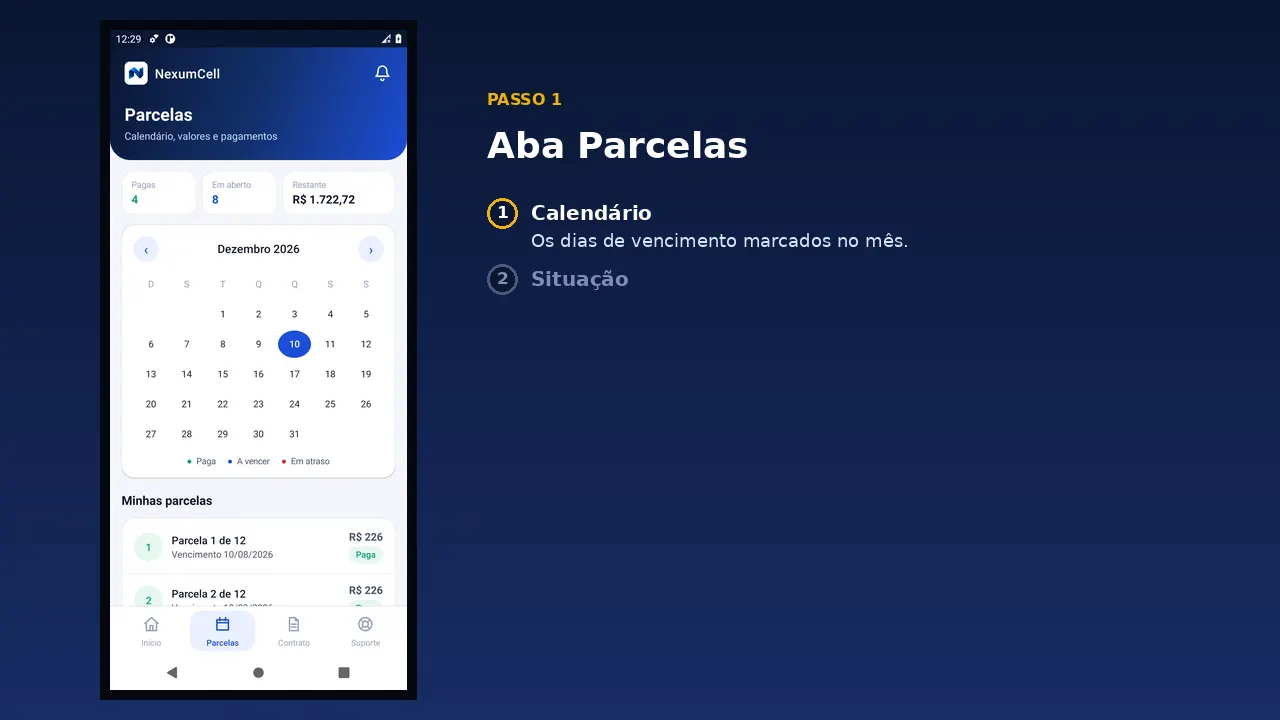 12:29
NexumCell
Parcelas
Calendário, valores e pagamentos
Pagas
4
Em aberto
8
Restante
R$ 1.722,72
‹ Dezembro 2026 ›
D S T Q Q S S
1 2 3 4 5
6 7 8 9 10 11 12
13 14 15 16 17 18 19
20 21 22 23 24 25 26
27 28 29 30 31
Paga A vencer Em atraso
Minhas parcelas
1
Parcela 1 de 12
Vencimento 10/08/2026
R$ 226
Paga
2
Parcela 2 de 12
R$ 226
Início Parcelas Contrato Suporte
PASSO 1
Aba Parcelas
1 Calendário
Os dias de vencimento marcados no mês.
2 Situação